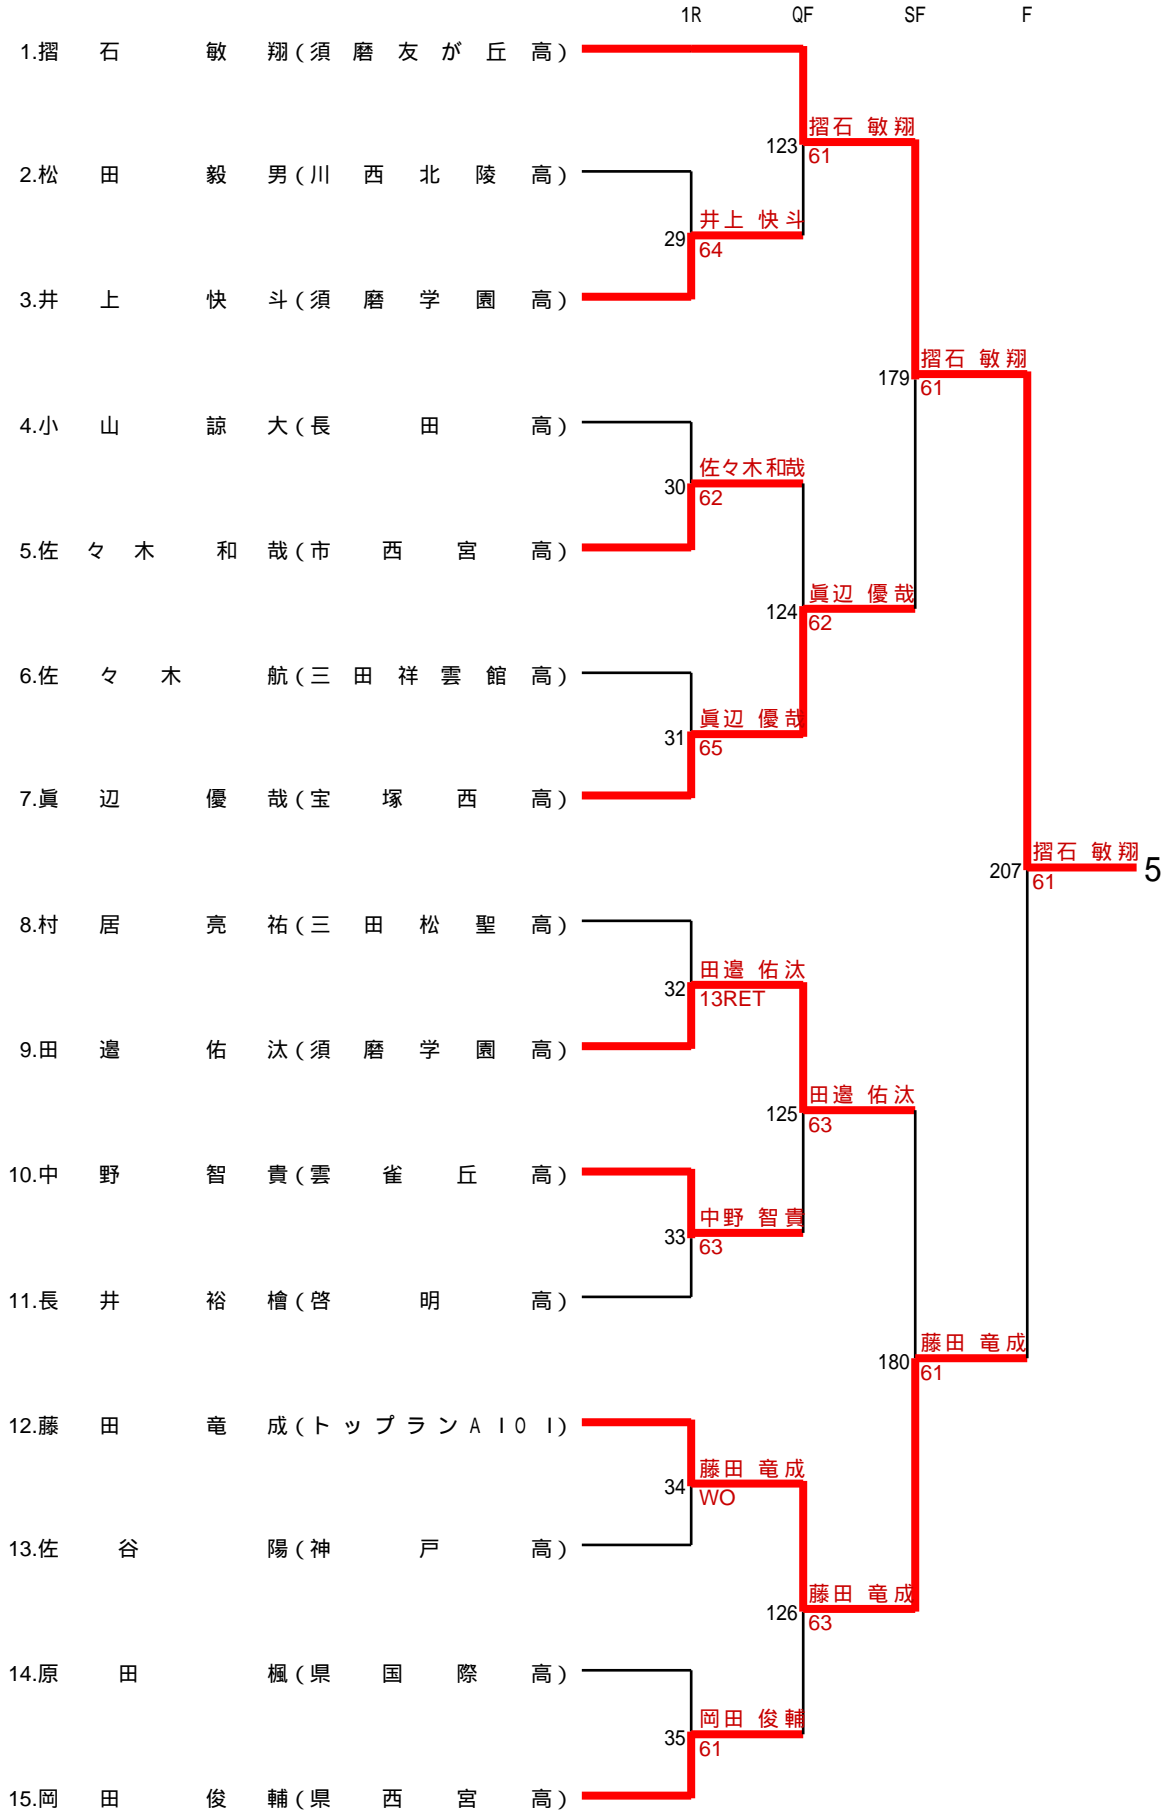 1R QF SF F
1.摺石 敏翔(須磨友が丘高)
摺石 敏翔
123
61
2.松田 毅男(川西北陵高)
井上 快斗
29
64
3.井上 快斗(須磨学園高)
摺石 敏翔
179
61
4.小山 諒大(長田高)
佐々木和哉
30
62
5.佐々木 和哉(市西宮高)
眞辺 優哉
124
62
6.佐々木 航(三田祥雲館高)
眞辺 優哉
31
65
7.眞辺 優哉(宝塚西高)
摺石 敏翔
207
61
5
8.村居 亮祐(三田松聖高)
田邉 佑汰
32
13RET
9.田邉 佑汰(須磨学園高)
田邉 佑汰
125
63
10.中野 智貴(雲雀丘高)
中野 智貴
33
63
11.長井 裕檜(啓明高)
藤田 竜成
180
61
12.藤田 竜成(トップランAIOI)
藤田 竜成
34
WO
13.佐谷 陽(神戸高)
藤田 竜成
126
63
14.原田 楓(県国際高)
岡田 俊輔
35
61
15.岡田 俊輔(県西宮高)